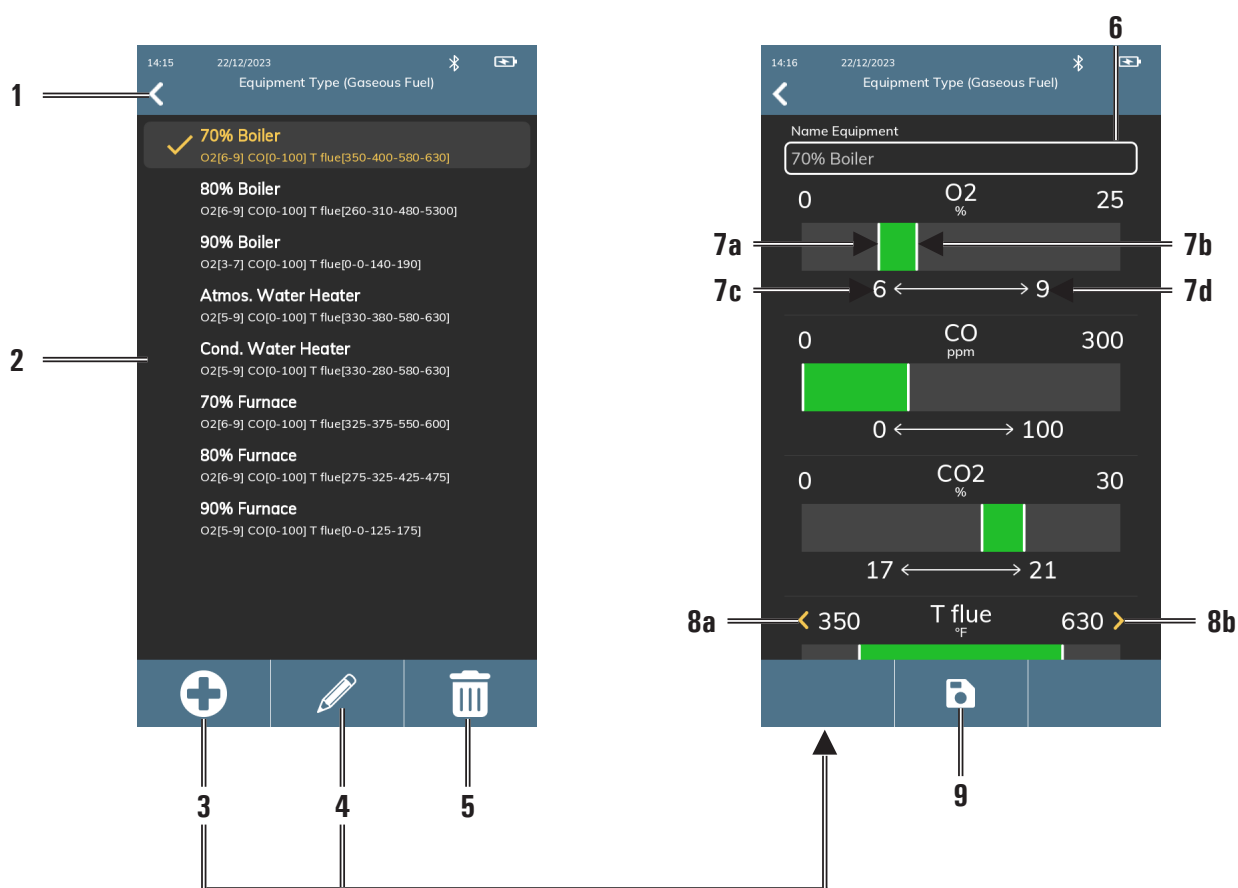 14:15 22/12/2023
Equipment Type (Gaseous Fuel)
1
70% Boiler
O2[6-9] CO[0-100] T flue[350-400-580-630]
80% Boiler
O2[6-9] CO[0-100] T flue[260-310-480-5300]
90% Boiler
O2[3-7] CO[0-100] T flue[0-0-140-190]
Atmos. Water Heater
O2[5-9] CO[0-100] T flue[330-380-580-630]
2
Cond. Water Heater
O2[5-9] CO[0-100] T flue[330-280-580-630]
70% Furnace
O2[6-9] CO[0-100] T flue[325-375-550-600]
80% Furnace
O2[6-9] CO[0-100] T flue[275-325-425-475]
90% Furnace
O2[5-9] CO[0-100] T flue[0-0-125-175]
3 4 5
6
14:16 22/12/2023
Equipment Type (Gaseous Fuel)
Name Equipment
70% Boiler
0 O2 25
%
7a 7b
7c 6 9 7d
0 CO 300
ppm
0 100
0 CO2 30
%
17 21
8a 350 T flue 630 8b
°F
9